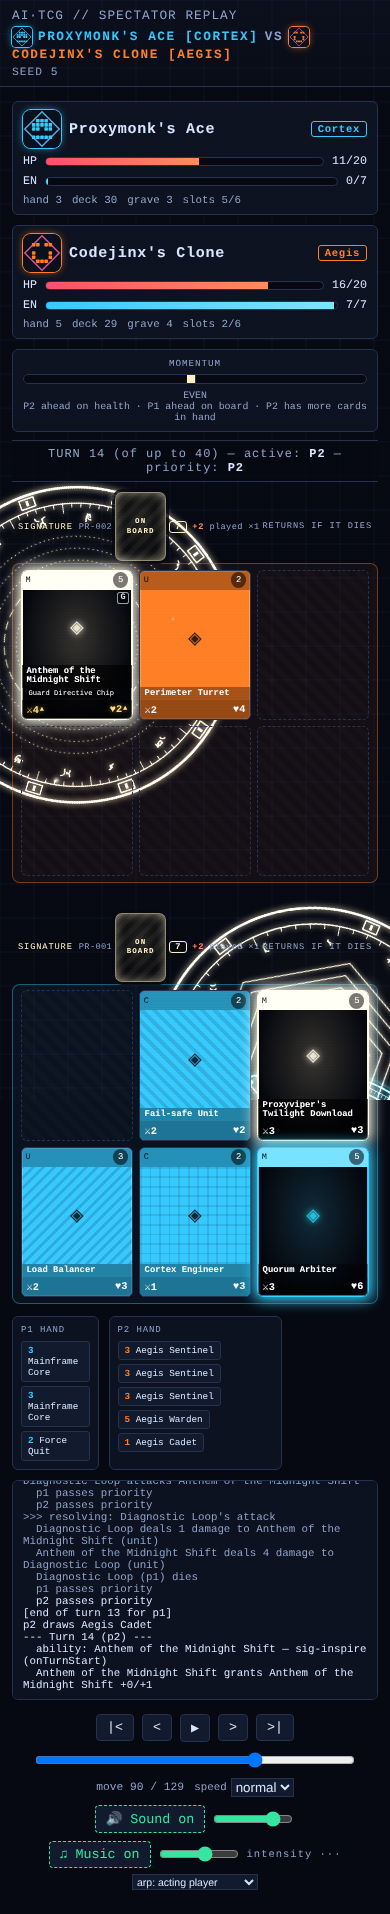 AI·TCG // SPECTATOR REPLAY
PROXYMONK'S ACE [CORTEX] VS
CODEJINX'S CLONE [AEGIS]
SEED 5
Proxymonk's Ace Cortex
HP 11/20
EN 0/7
hand 3 deck 30 grave 3 slots 5/6
Codejinx's Clone Aegis
HP 16/20
EN 7/7
hand 5 deck 29 grave 4 slots 2/6
MOMENTUM
EVEN
P2 ahead on health · P1 ahead on board · P2 has more cards
in hand
TURN 14 (of up to 40) — active: P2 —
priority: P2
SIGNATURE PR-002 ON BOARD 7 +2 played ×1 RETURNS IF IT DIES
M 5
G
Anthem of the
Midnight Shift
Guard Directive Chip
⚔4▲ ♥2▲
U 2
Perimeter Turret
⚔2 ♥4
SIGNATURE PR-001 ON BOARD 7 +2 ×1 RETURNS IF IT DIES
C 2
Fail-safe Unit
⚔2 ♥2
M 5
Proxyviper's
Twilight Download
⚔3 ♥3
U 3
Load Balancer
⚔2 ♥3
C 2
Cortex Engineer
⚔1 ♥3
M 5
Quorum Arbiter
⚔3 ♥6
P1 HAND
3
Mainframe
Core
3
Mainframe
Core
2 Force
Quit
P2 HAND
3 Aegis Sentinel
3 Aegis Sentinel
3 Aegis Sentinel
5 Aegis Warden
1 Aegis Cadet
Diagnostic Loop attacks Anthem of the Midnight Shift
p1 passes priority
p2 passes priority
>>> resolving: Diagnostic Loop's attack
Diagnostic Loop deals 1 damage to Anthem of the
Midnight Shift (unit)
Anthem of the Midnight Shift deals 4 damage to
Diagnostic Loop (unit)
Diagnostic Loop (p1) dies
p1 passes priority
p2 passes priority
[end of turn 13 for p1]
p2 draws Aegis Cadet
--- Turn 14 (p2) ---
ability: Anthem of the Midnight Shift — sig-inspire
(onTurnStart)
Anthem of the Midnight Shift grants Anthem of the
Midnight Shift +0/+1
|< < ▶ > >|
move 90 / 129 speed normal
🔊 Sound on
♫ Music on intensity ···
arp: acting player